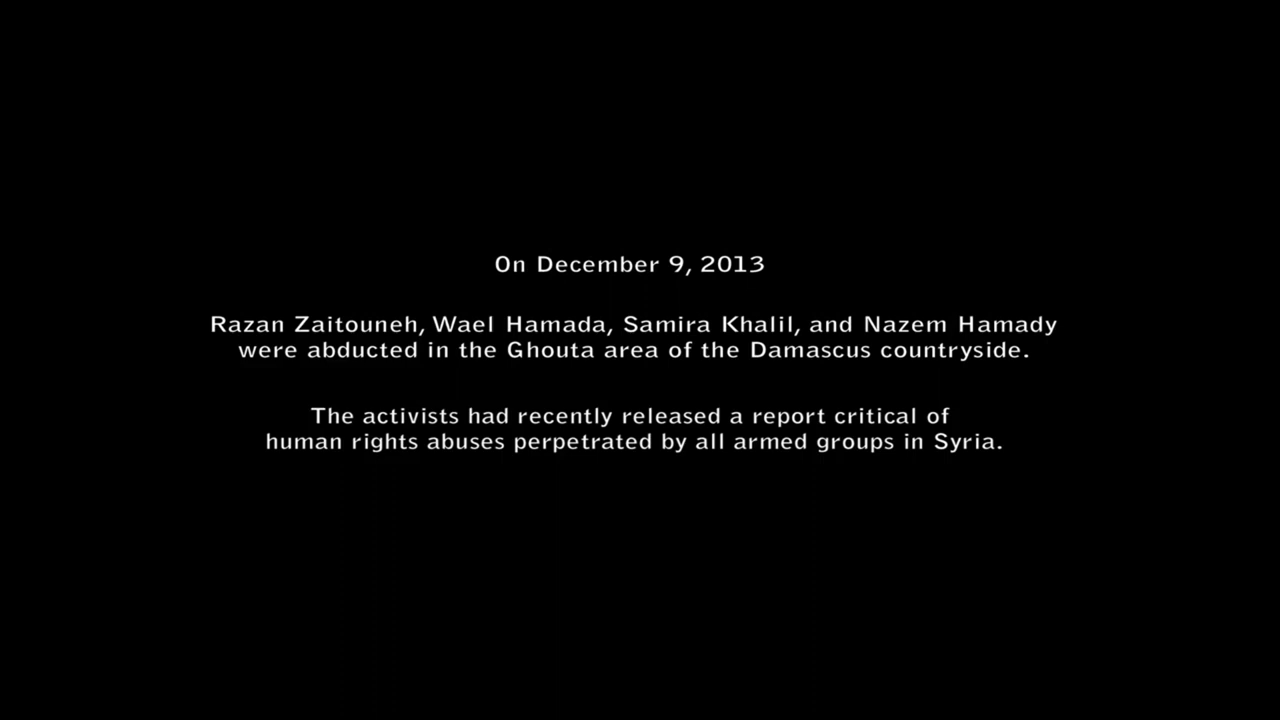 On December 9, 2013
Razan Zaitouneh, Wael Hamada, Samira Khalil, and Nazem Hamady
were abducted in the Ghouta area of the Damascus countryside.
The activists had recently released a report critical of
human rights abuses perpetrated by all armed groups in Syria.